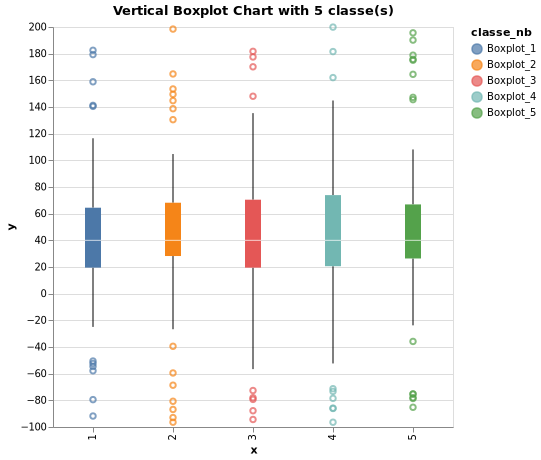 Vertical Boxplot Chart with 5 classe(s)
classe_nb
Boxplot_1
Boxplot_2
Boxplot_3
Boxplot_4
Boxplot_5
y
200
180
160
140
120
100
80
60
40
20
0
−20
−40
−60
−80
−100
1
2
3
4
5
x